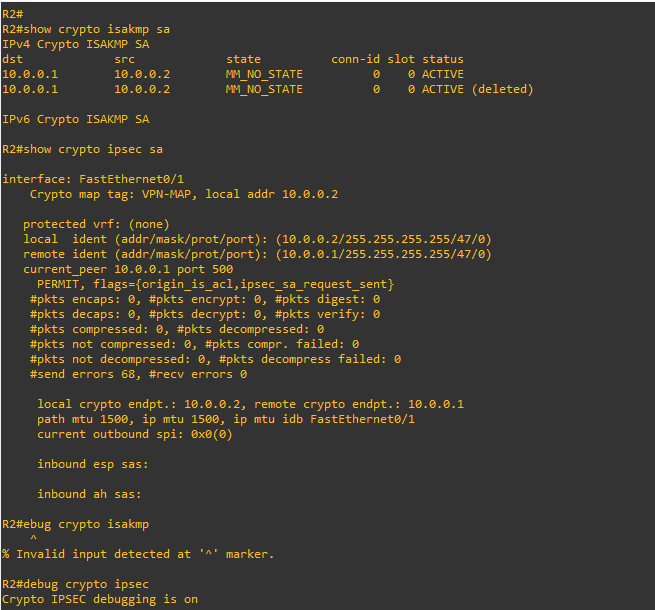 R2#
R2#show crypto isakmp sa
IPv4 Crypto ISAKMP SA
dst             src             state          conn-id slot status
10.0.0.1        10.0.0.2        MM_NO_STATE          0    0 ACTIVE
10.0.0.1        10.0.0.2        MM_NO_STATE          0    0 ACTIVE (deleted)

IPv6 Crypto ISAKMP SA

R2#show crypto ipsec sa

interface: FastEthernet0/1
    Crypto map tag: VPN-MAP, local addr 10.0.0.2

   protected vrf: (none)
   local  ident (addr/mask/prot/port): (10.0.0.2/255.255.255.255/47/0)
   remote ident (addr/mask/prot/port): (10.0.0.1/255.255.255.255/47/0)
   current_peer 10.0.0.1 port 500
     PERMIT, flags={origin_is_acl,ipsec_sa_request_sent}
    #pkts encaps: 0, #pkts encrypt: 0, #pkts digest: 0
    #pkts decaps: 0, #pkts decrypt: 0, #pkts verify: 0
    #pkts compressed: 0, #pkts decompressed: 0
    #pkts not compressed: 0, #pkts compr. failed: 0
    #pkts not decompressed: 0, #pkts decompress failed: 0
    #send errors 68, #recv errors 0

     local crypto endpt.: 10.0.0.2, remote crypto endpt.: 10.0.0.1
     path mtu 1500, ip mtu 1500, ip mtu idb FastEthernet0/1
     current outbound spi: 0x0(0)

     inbound esp sas:

     inbound ah sas:

R2#ebug crypto isakmp
    ^
% Invalid input detected at '^' marker.

R2#debug crypto ipsec
Crypto IPSEC debugging is on